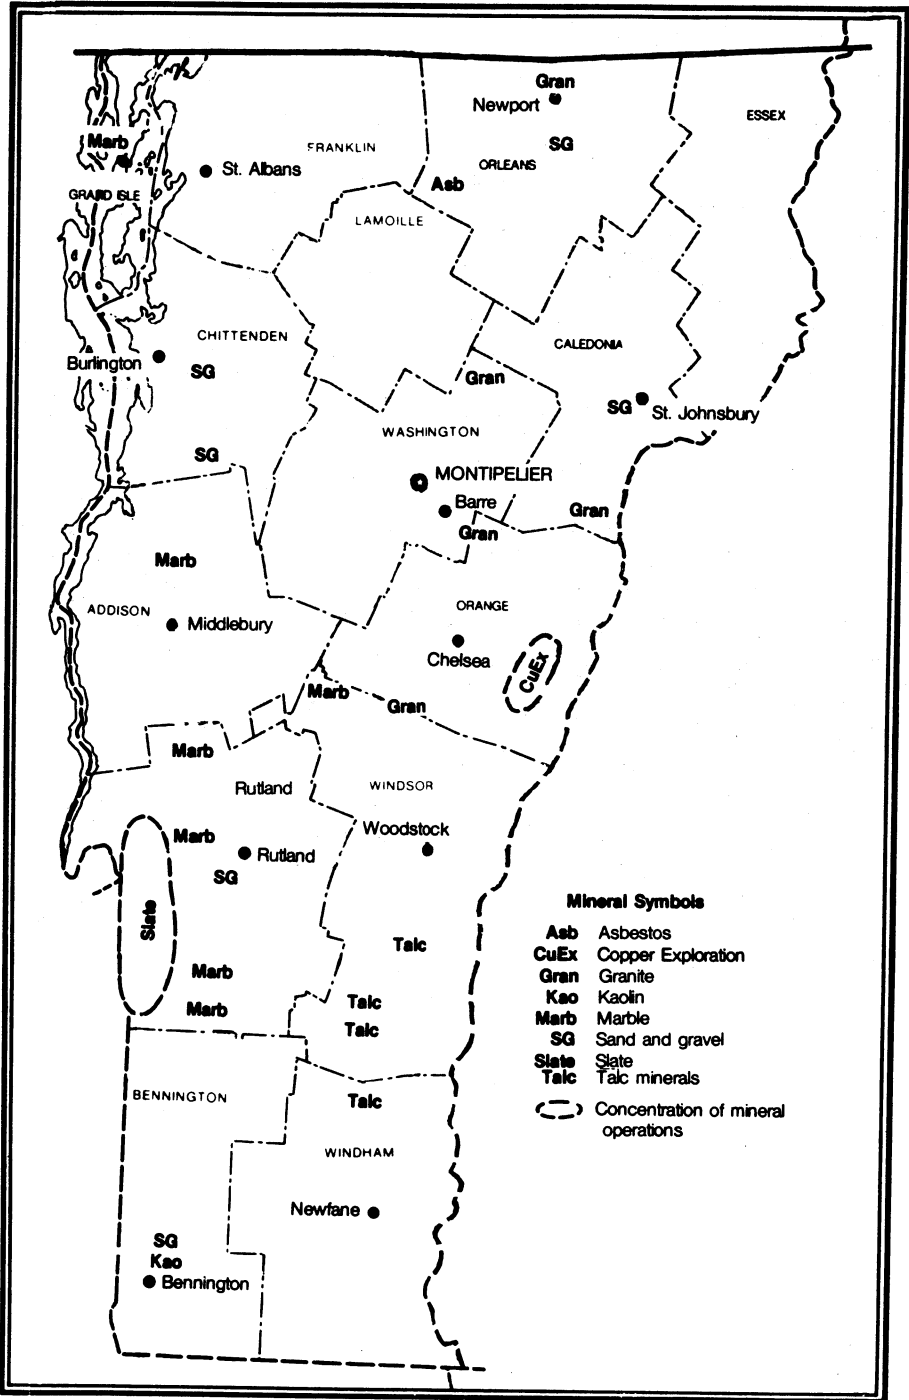 Gran
Newport
ESSEX
Marb
FRANKLIN
SG
ORLEANS
St. Albans
Asb
GRAND ISLE
LAMOILLE
CHITTENDEN
CALEDONIA
Burlington
SG
Gran
SG
St. Johnsbury
WASHINGTON
SG
MONTIPELIER
Barre
Gran
Gran
Marb
ADDISON
ORANGE
Middlebury
Chelsea
CuEx
Marb
Gran
Marb
Rutland
WINDSOR
Marb
Woodstock
Rutland
SG
Slate
Talc
Marb
Marb
Talc
Talc
Mineral Symbols
Asb Asbestos
CuEx Copper Exploration
Gran Granite
Kao Kaolin
Marb Marble
SG Sand and gravel
Slate Slate
Talc Talc minerals
Concentration of mineral
operations
BENNINGTON
Talc
WINDHAM
Newfane
SG
Kao
Bennington